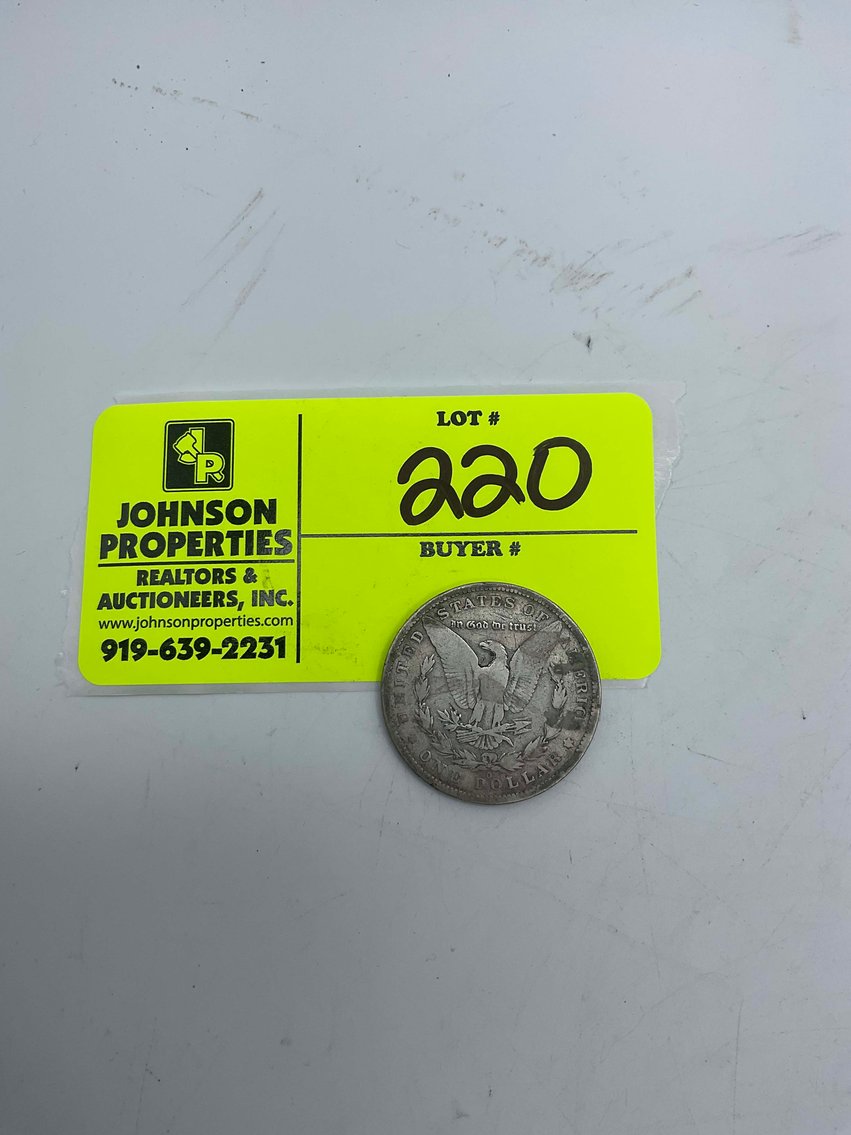 JR
JOHNSON
PROPERTIES
REALTORS &
AUCTIONEERS, INC.
www.johnsonproperties.com
919-639-2231
LOT #
220
BUYER #
UNITED STATES OF AMERICA
In God we trust
ONE DOLLAR